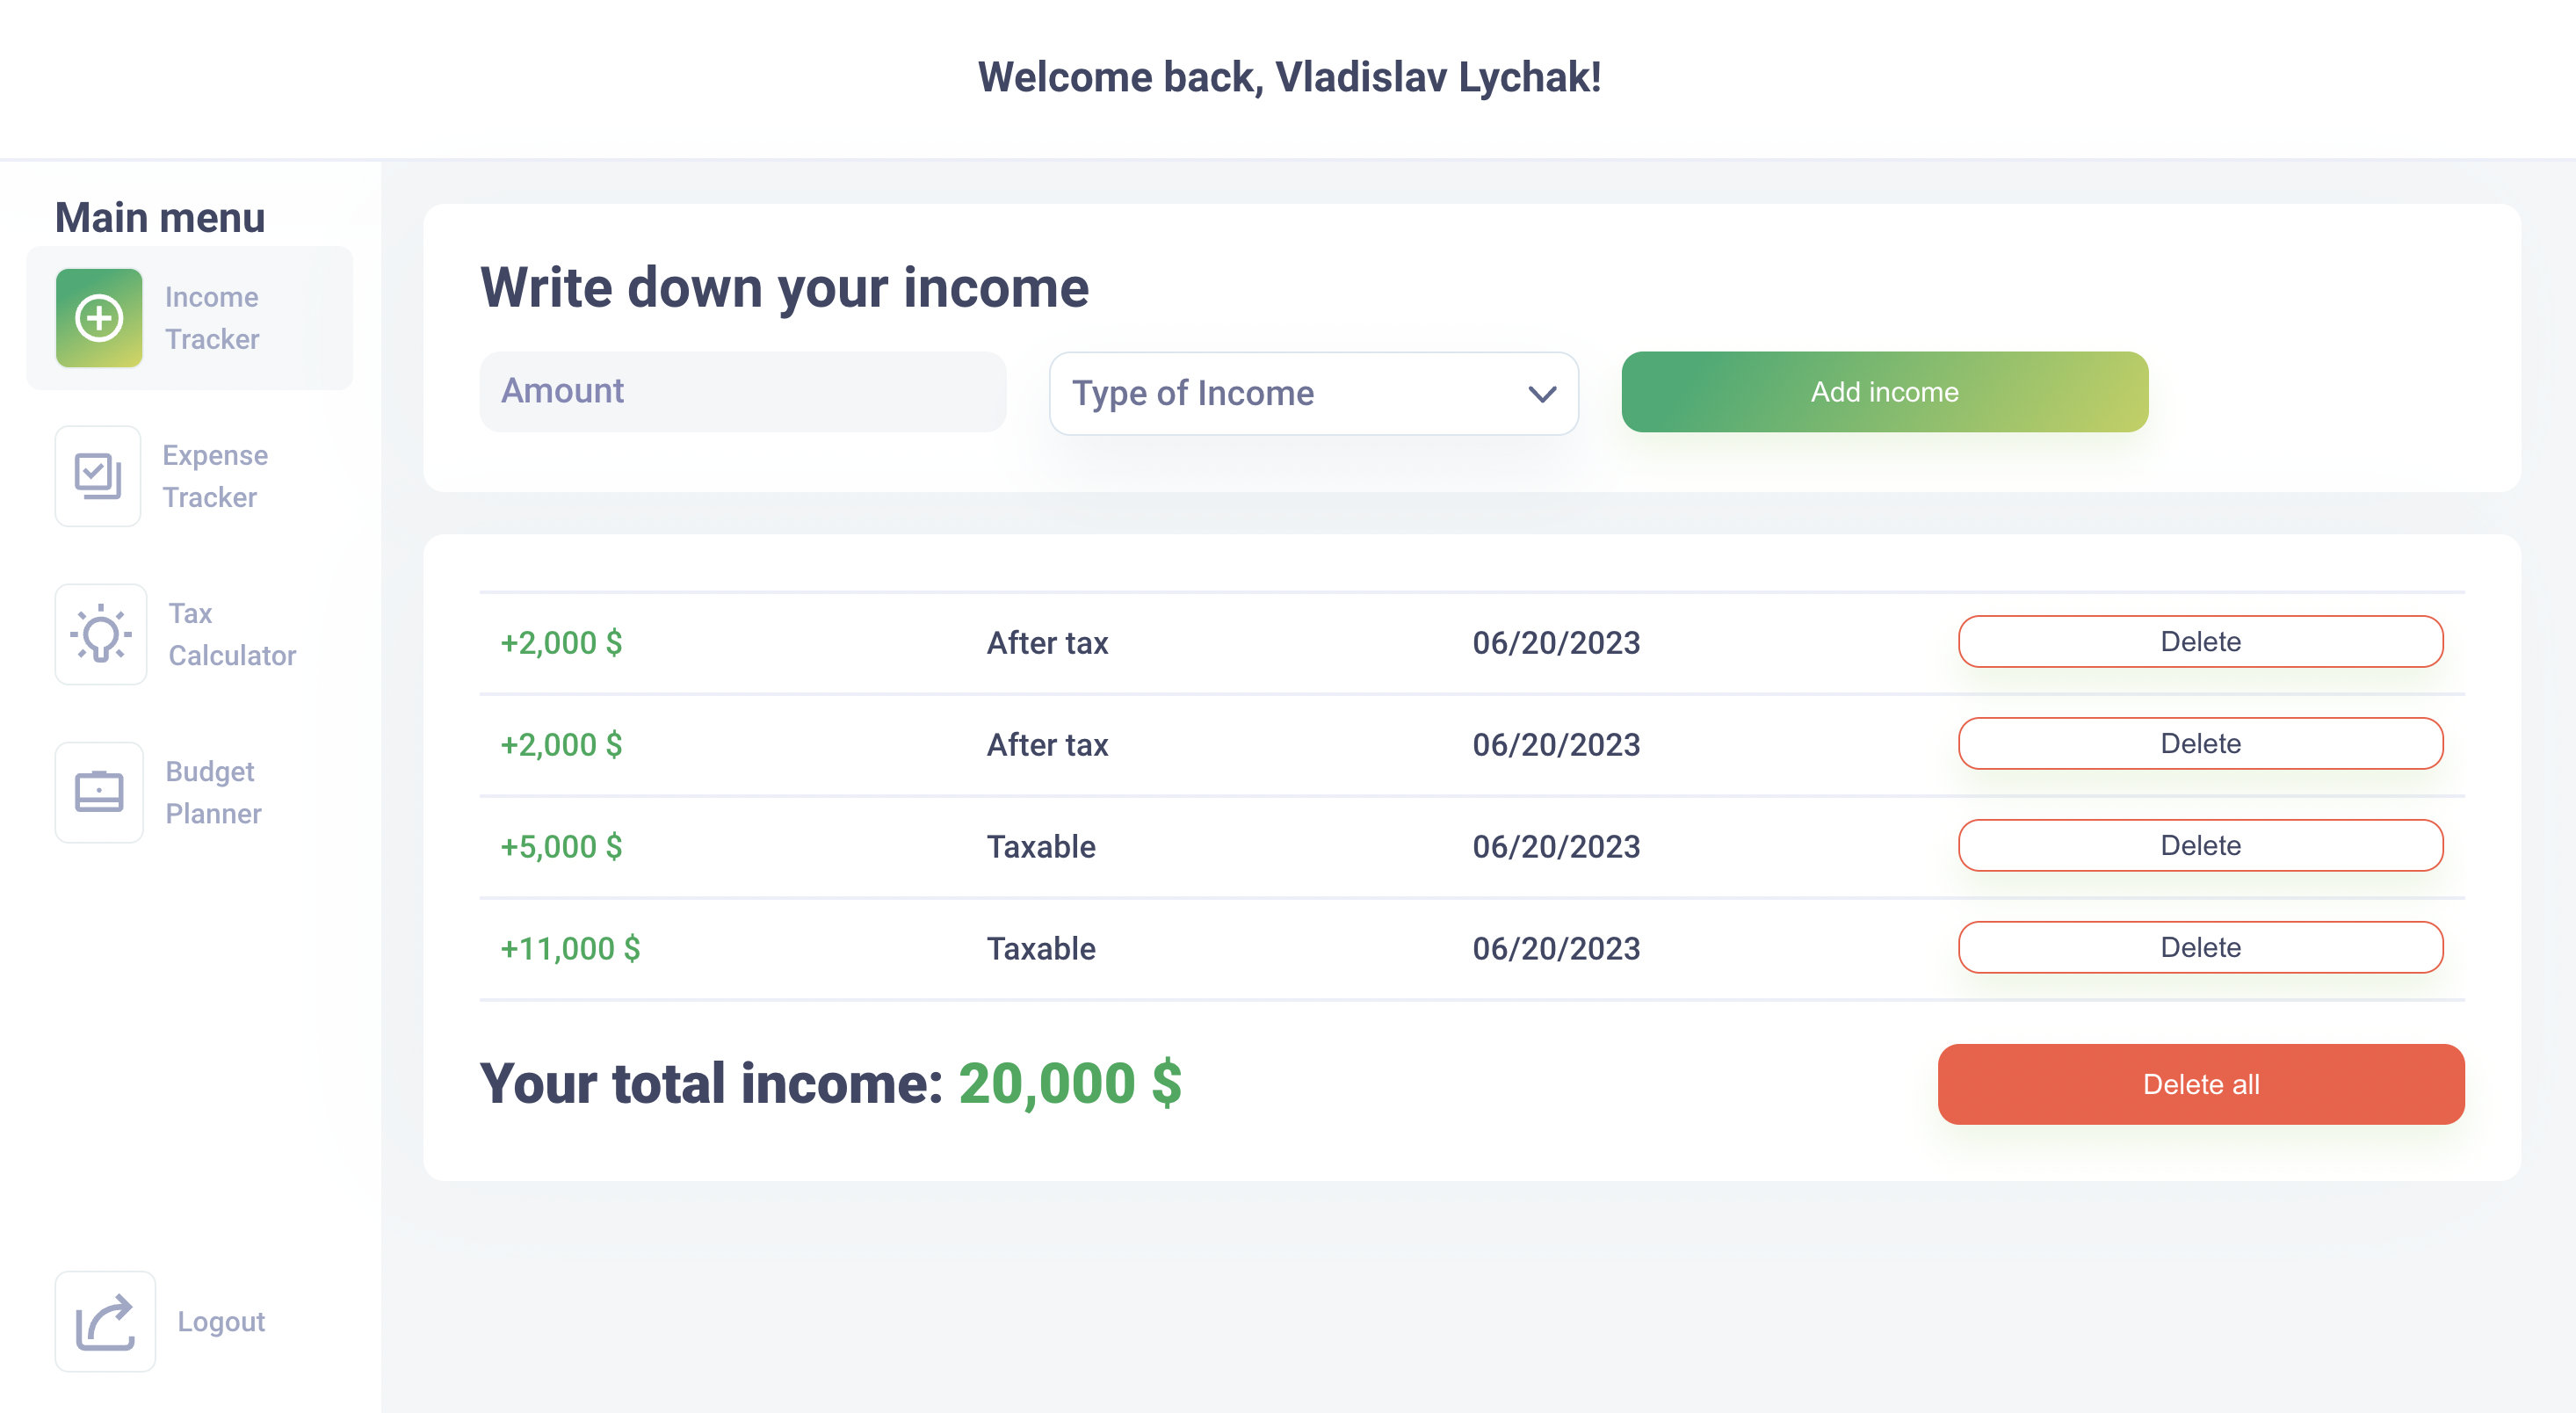 Welcome back, Vladislav Lychak!
Main menu
Income
Tracker
Expense
Tracker
Tax
Calculator
Budget
Planner
Logout
Write down your income
Amount
Type of Income
Add income
+2,000 $ After tax 06/20/2023 Delete
+2,000 $ After tax 06/20/2023 Delete
+5,000 $ Taxable 06/20/2023 Delete
+11,000 $ Taxable 06/20/2023 Delete
Your total income: 20,000 $
Delete all